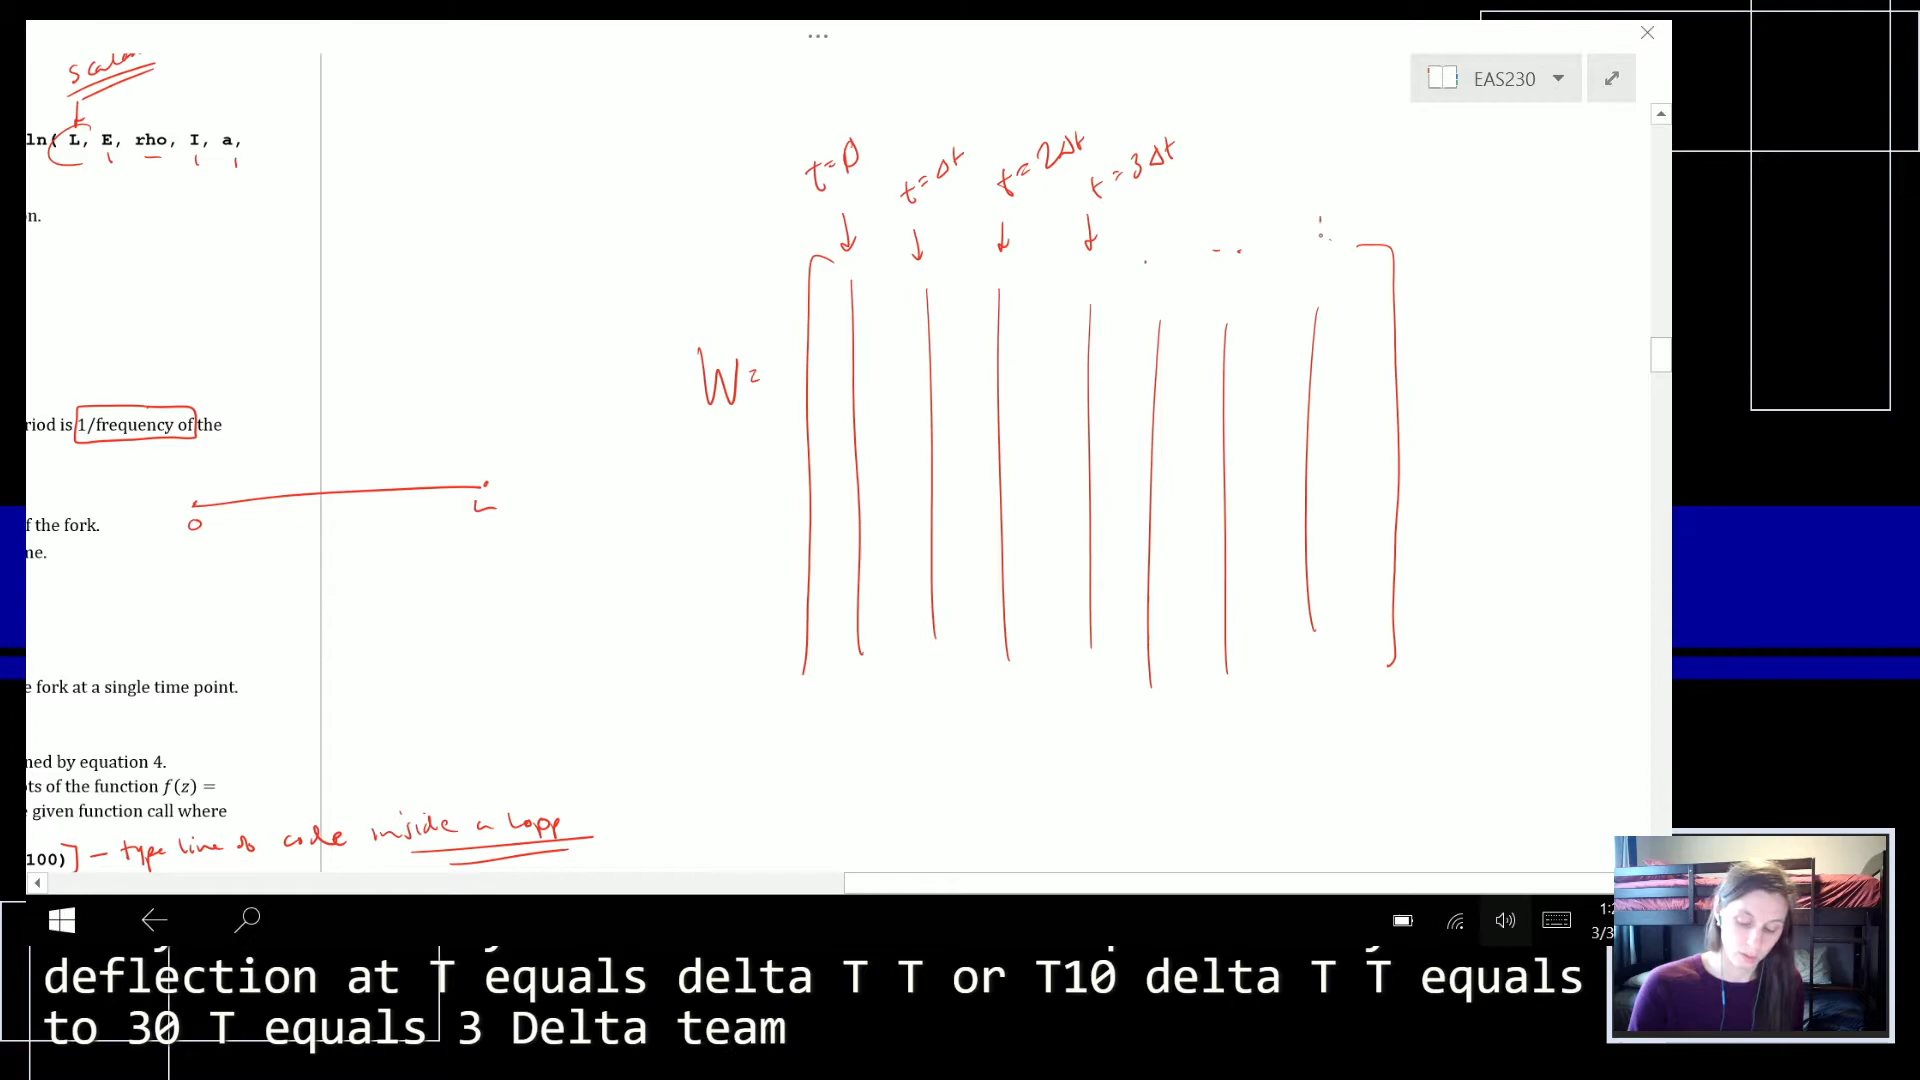 scalar
ln( L, E, rho, I, a,
EAS230
t=0
t=Δt
t=2Δt
t=3Δt
n.
W=
riod is 1/frequency of the
0
L
f the fork.
me.
e fork at a single time point.
ned by equation 4.
ts of the function f(z) =
given function call where
100) ] - type line of code inside a loop
deflection at T equals delta T T or T10 delta T T equals
to 30 T equals 3 Delta team